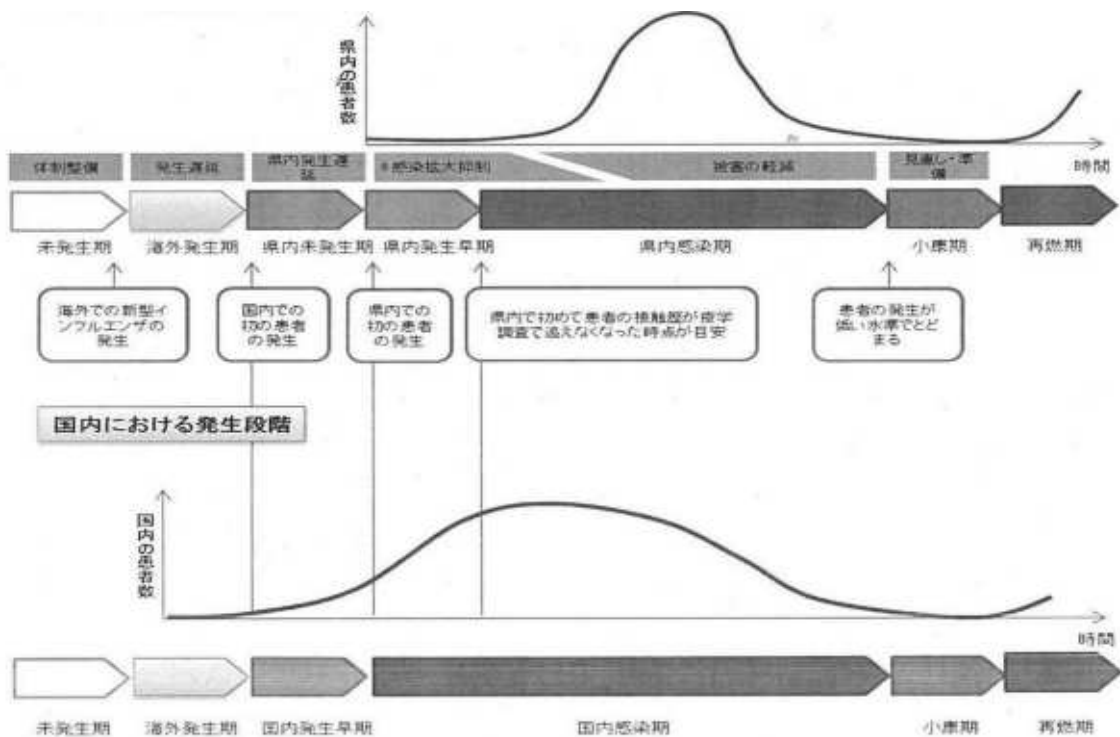 県内の患者数
体制整備
発生遅延
県内発生遅
延
感染拡大抑制
被害の軽減
見直し・準
備
時間
未発生期
海外発生期
県内未発生期
県内発生早期
県内感染期
小康期
再燃期
海外での新型イ
ンフルエンザの
発生
国内での
初の患者
の発生
県内での
初の患者
の発生
県内で初めて患者の接触歴が疫学
調査で追えなくなった時点が目安
患者の発生が
低い水準でとど
まる
国内における発生段階
国内の患者数
時間
未発生期
海外発生期
国内発生早期
国内感染期
小康期
再燃期